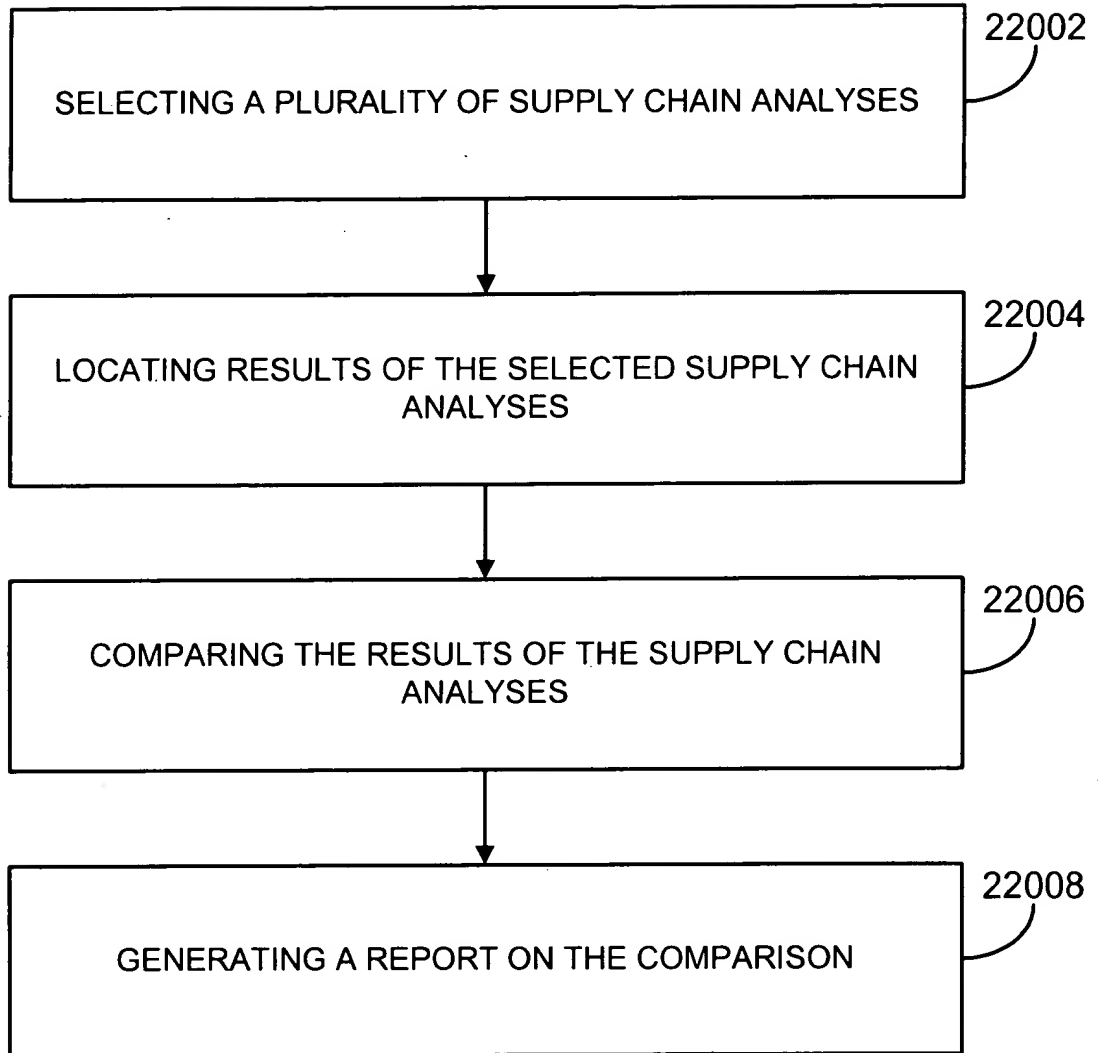 22002
SELECTING A PLURALITY OF SUPPLY CHAIN ANALYSES
22004
LOCATING RESULTS OF THE SELECTED SUPPLY CHAIN
ANALYSES
22006
COMPARING THE RESULTS OF THE SUPPLY CHAIN
ANALYSES
22008
GENERATING A REPORT ON THE COMPARISON